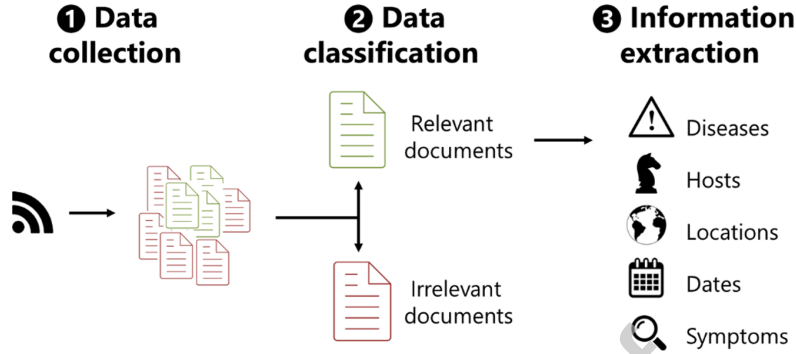 ❶ Data
collection
❷ Data
classification
❸ Information
extraction
Relevant
documents
Irrelevant
documents
Diseases
Hosts
Locations
Dates
Symptoms